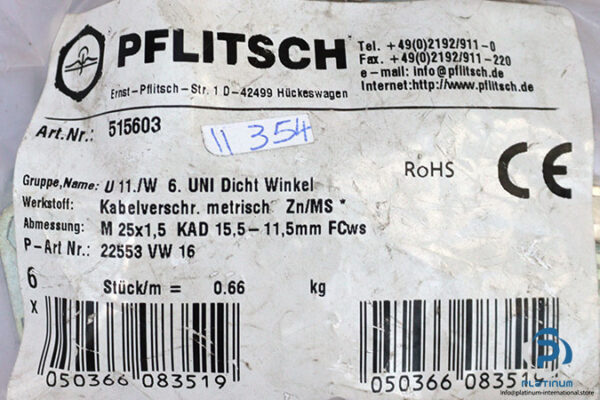 PFLITSCH
Tel. +49(0)2192/911-0
Fax. +49(0)2192/911-220
e-mail: info@pflitsch.de
Internet:http://www.pflitsch.de
Ernst-Pflitsch-Str. 1 D-42499 Hückeswagen
Art.Nr.: 515603
11 354
RoHS CE
Gruppe,Name: U 11./W 6. UNI Dicht Winkel
Werkstoff: Kabelverschr. metrisch Zn/MS *
Abmessung: M 25x1,5 KAD 15,5-11,5mm FCws
P-Art Nr.: 22553 VW 16
6 Stück/m = 0.66 kg
x
050366 083519
050366 08351
PLATINUM
info@platinum-international.store